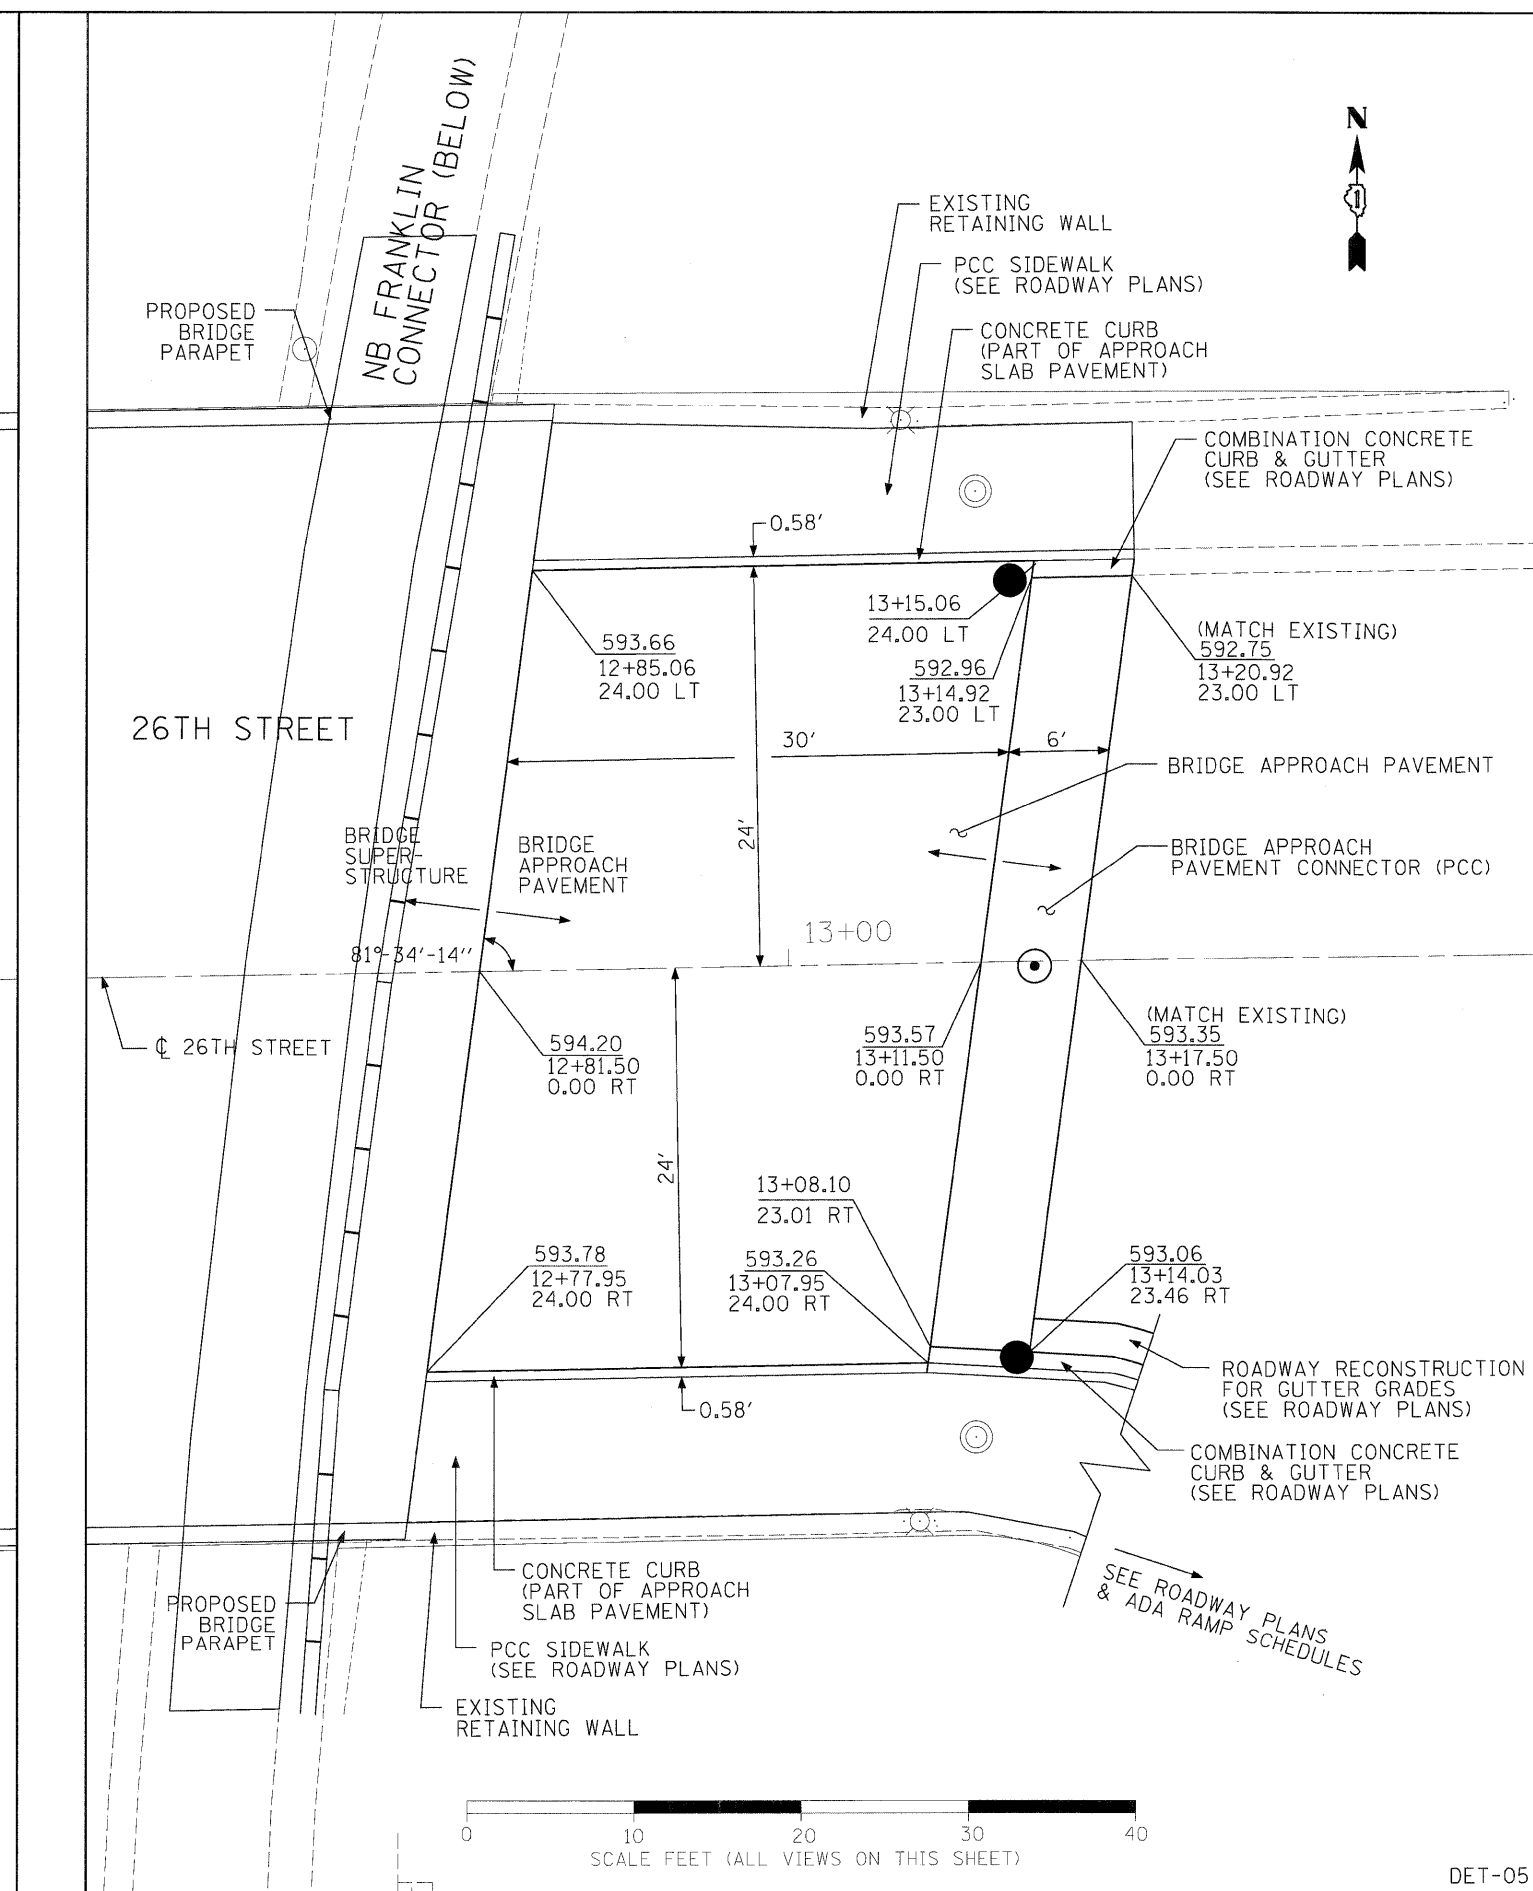 N
NB FRANKLIN
CONNECTOR (BELOW)
EXISTING
RETAINING WALL
PCC SIDEWALK
(SEE ROADWAY PLANS)
PROPOSED
BRIDGE
PARAPET
CONCRETE CURB
(PART OF APPROACH
SLAB PAVEMENT)
COMBINATION CONCRETE
CURB & GUTTER
(SEE ROADWAY PLANS)
0.58'
13+15.06
24.00 LT
593.66
12+85.06
24.00 LT
592.96
13+14.92
23.00 LT
(MATCH EXISTING)
592.75
13+20.92
23.00 LT
26TH STREET
30'
6'
BRIDGE APPROACH PAVEMENT
24'
BRIDGE
SUPER-
STRUCTURE
BRIDGE
APPROACH
PAVEMENT
BRIDGE APPROACH
PAVEMENT CONNECTOR (PCC)
13+00
81°-34'-14''
℄ 26TH STREET
594.20
12+81.50
0.00 RT
593.57
13+11.50
0.00 RT
(MATCH EXISTING)
593.35
13+17.50
0.00 RT
24'
13+08.10
23.01 RT
593.78
12+77.95
24.00 RT
593.26
13+07.95
24.00 RT
593.06
13+14.03
23.46 RT
0.58'
ROADWAY RECONSTRUCTION
FOR GUTTER GRADES
(SEE ROADWAY PLANS)
COMBINATION CONCRETE
CURB & GUTTER
(SEE ROADWAY PLANS)
PROPOSED
BRIDGE
PARAPET
CONCRETE CURB
(PART OF APPROACH
SLAB PAVEMENT)
SEE ROADWAY PLANS
& ADA RAMP SCHEDULES
PCC SIDEWALK
(SEE ROADWAY PLANS)
EXISTING
RETAINING WALL
0 10 20 30 40
SCALE FEET (ALL VIEWS ON THIS SHEET)
DET-05